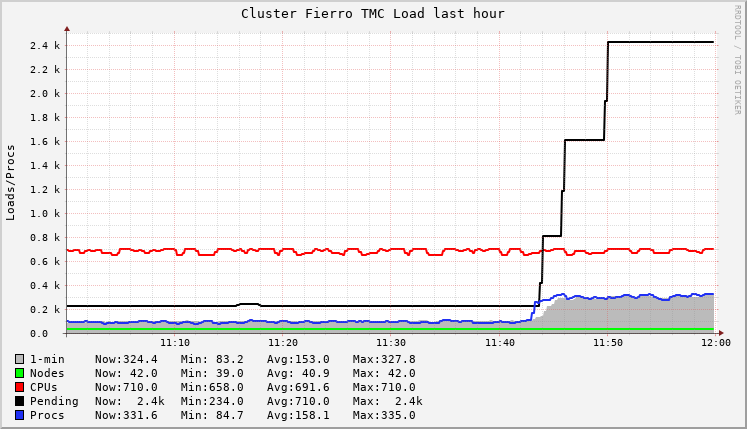 Cluster Fierro TMC Load last hour
RRDTOOL / TOBI OETIKER
Loads/Procs
2.4 k
2.2 k
2.0 k
1.8 k
1.6 k
1.4 k
1.2 k
1.0 k
0.8 k
0.6 k
0.4 k
0.2 k
0.0
11:10 11:20 11:30 11:40 11:50 12:00
1-min Now:324.4 Min: 83.2 Avg:153.0 Max:327.8
Nodes Now: 42.0 Min: 39.0 Avg: 40.9 Max: 42.0
CPUs Now:710.0 Min:658.0 Avg:691.6 Max:710.0
Pending Now: 2.4k Min:234.0 Avg:710.0 Max: 2.4k
Procs Now:331.6 Min: 84.7 Avg:158.1 Max:335.0